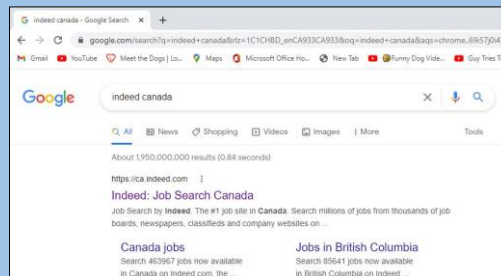 indeed canada - Google Search
google.com/search?q=indeed+canada&rlz=1C1CHBD_enCA933CA933&oq=indeed+canada&aqs=chrome..69i57j0i4
Gmail YouTube Meet the Dogs | Lo... Maps Microsoft Office Ho... New Tab Funny Dog Vide... Guy Tries T
Google indeed canada
All News Shopping Videos Images More Tools
About 1,950,000,000 results (0.84 seconds)
https://ca.indeed.com
Indeed: Job Search Canada
Job Search by Indeed. The #1 job site in Canada. Search millions of jobs from thousands of job
boards, newspapers, classifieds and company websites on ...
Canada jobs Jobs in British Columbia
Search 463967 jobs now available Search 85641 jobs now available
in Canada on Indeed.com, the ... in British Columbia on Indeed ...